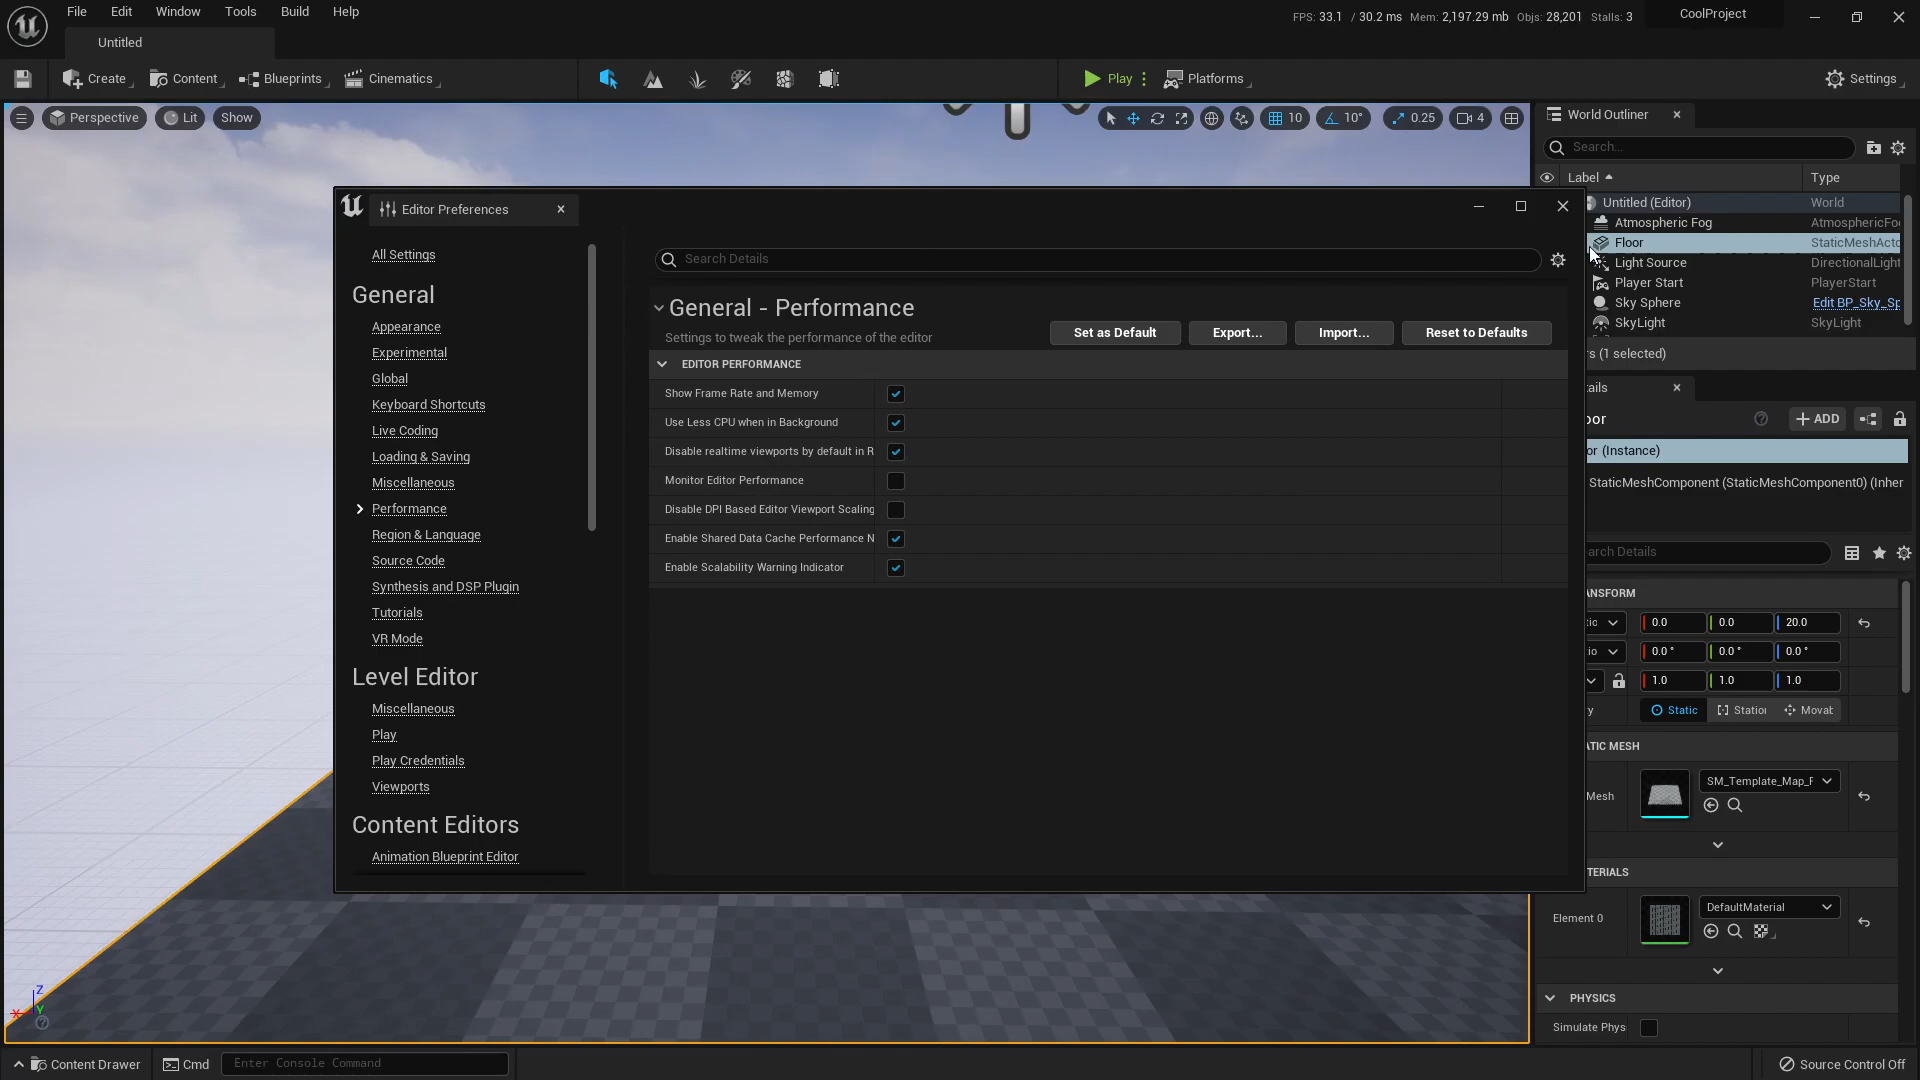 File Edit Window Tools Build Help
FPS: 33.1 / 30.2 ms Mem: 2,197.29 mb Objs: 28,201 Stalls: 3
CoolProject
Untitled
Create Content Blueprints Cinematics Play Platforms Settings
Perspective Lit Show
10 10° 0.25 4
World Outliner
Search...
Label Type
Untitled (Editor) World
Atmospheric Fog AtmosphericFo
Floor StaticMeshActo
Light Source DirectionalLight
Player Start PlayerStart
Sky Sphere Edit BP_Sky_Sp
SkyLight SkyLight
rs (1 selected)
Editor Preferences
All Settings
General
Appearance
Experimental
Global
Keyboard Shortcuts
Live Coding
Loading & Saving
Miscellaneous
Performance
Region & Language
Source Code
Synthesis and DSP Plugin
Tutorials
VR Mode
Level Editor
Miscellaneous
Play
Play Credentials
Viewports
Content Editors
Animation Blueprint Editor
Search Details
General - Performance
Settings to tweak the performance of the editor
Set as Default Export... Import... Reset to Defaults
EDITOR PERFORMANCE
Show Frame Rate and Memory
Use Less CPU when in Background
Disable realtime viewports by default in R
Monitor Editor Performance
Disable DPI Based Editor Viewport Scaling
Enable Shared Data Cache Performance N
Enable Scalability Warning Indicator
ails
oor ADD
or (Instance)
StaticMeshComponent (StaticMeshComponent0) (Inher
arch Details
ANSFORM
tic 0.0 0.0 20.0
io 0.0 ° 0.0 ° 0.0 °
1.0 1.0 1.0
y Static Station Movab
ATIC MESH
Mesh SM_Template_Map_F
TERIALS
Element 0 DefaultMaterial
PHYSICS
Simulate Phys
Z
Y
X
Content Drawer Cmd Enter Console Command Source Control Off